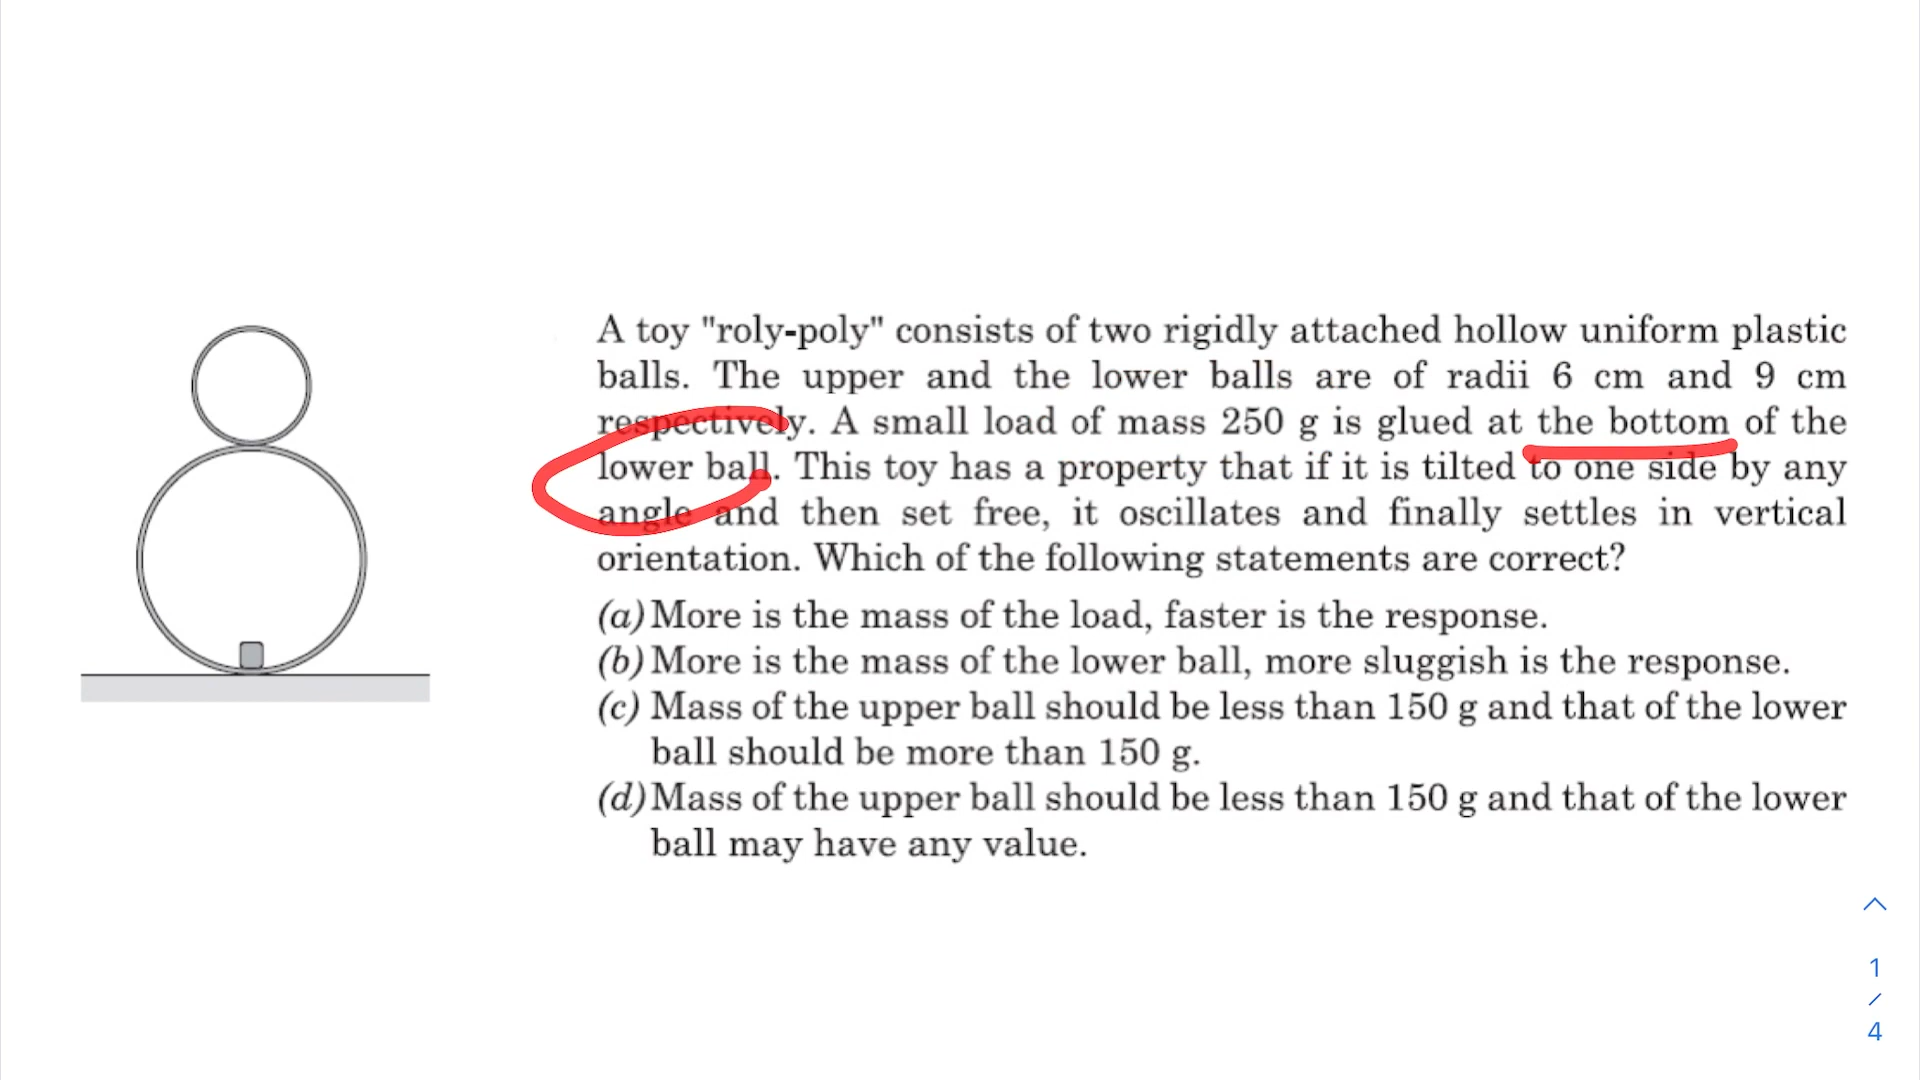 A toy "roly-poly" consists of two rigidly attached hollow uniform plastic
balls. The upper and the lower balls are of radii 6 cm and 9 cm
respectively. A small load of mass 250 g is glued at the bottom of the
lower ball. This toy has a property that if it is tilted to one side by any
angle and then set free, it oscillates and finally settles in vertical
orientation. Which of the following statements are correct?
(a) More is the mass of the load, faster is the response.
(b) More is the mass of the lower ball, more sluggish is the response.
(c) Mass of the upper ball should be less than 150 g and that of the lower
ball should be more than 150 g.
(d) Mass of the upper ball should be less than 150 g and that of the lower
ball may have any value.
1
/
4